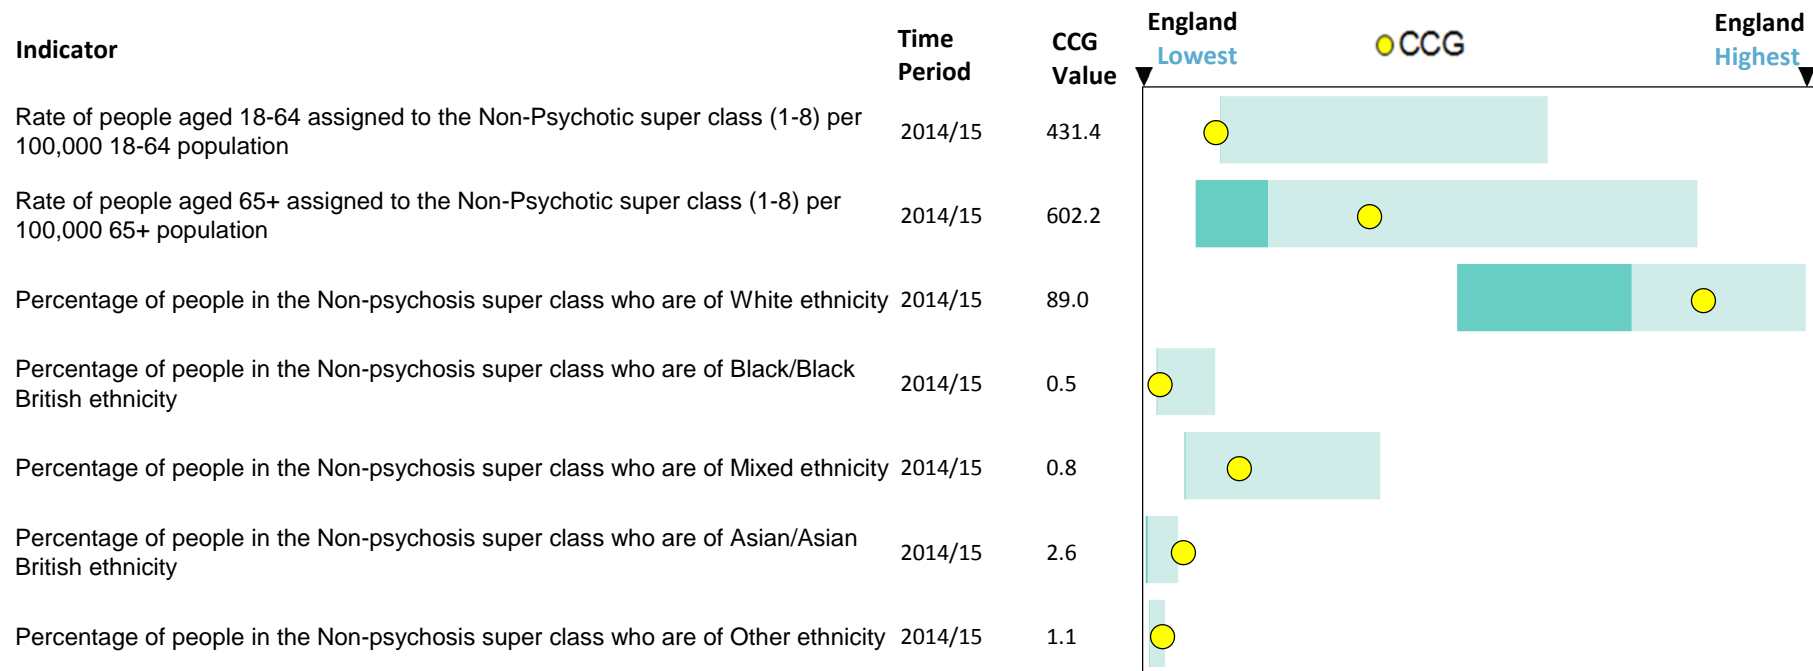 Indicator
Time
Period
CCG
Value
England
Lowest
CCG
England
Highest
Rate of people aged 18-64 assigned to the Non-Psychotic super class (1-8) per
100,000 18-64 population
2014/15
431.4
Rate of people aged 65+ assigned to the Non-Psychotic super class (1-8) per
100,000 65+ population
2014/15
602.2
Percentage of people in the Non-psychosis super class who are of White ethnicity
2014/15
89.0
Percentage of people in the Non-psychosis super class who are of Black/Black
British ethnicity
2014/15
0.5
Percentage of people in the Non-psychosis super class who are of Mixed ethnicity
2014/15
0.8
Percentage of people in the Non-psychosis super class who are of Asian/Asian
British ethnicity
2014/15
2.6
Percentage of people in the Non-psychosis super class who are of Other ethnicity
2014/15
1.1